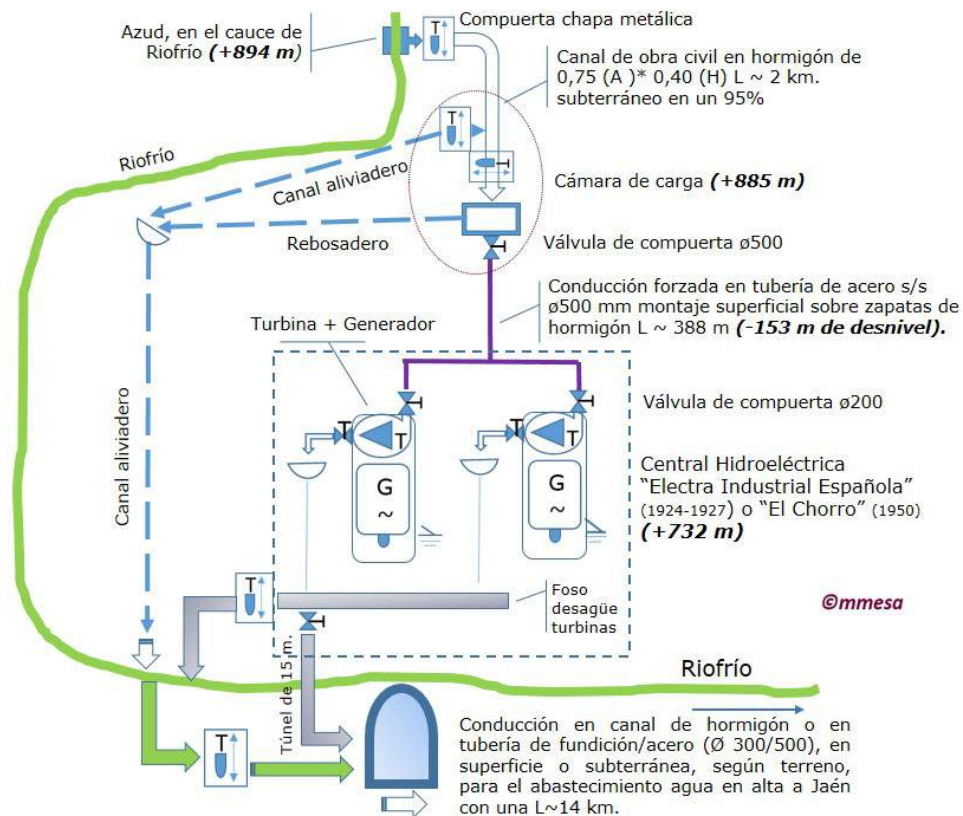 Azud, en el cauce de
Riofrío (+894 m)
Compuerta chapa metálica
T
Canal de obra civil en hormigón de
0,75 (A )* 0,40 (H) L ~ 2 km.
subterráneo en un 95%
T
Riofrío
Canal aliviadero
T
Cámara de carga (+885 m)
Rebosadero
T
Válvula de compuerta ø500
Conducción forzada en tubería de acero s/s
ø500 mm montaje superficial sobre zapatas de
hormigón L ~ 388 m (-153 m de desnivel).
Turbina + Generador
Canal aliviadero
T
T
Válvula de compuerta ø200
T
T
T
T
G
~
G
~
Central Hidroeléctrica
“Electra Industrial Española”
(1924-1927) o “El Chorro” (1950)
(+732 m)
T
Foso
desagüe
turbinas
©mmesa
T
Túnel de 15 m.
Riofrío
T
Conducción en canal de hormigón o en
tubería de fundición/acero (Ø 300/500), en
superficie o subterránea, según terreno,
para el abastecimiento agua en alta a Jaén
con una L~14 km.